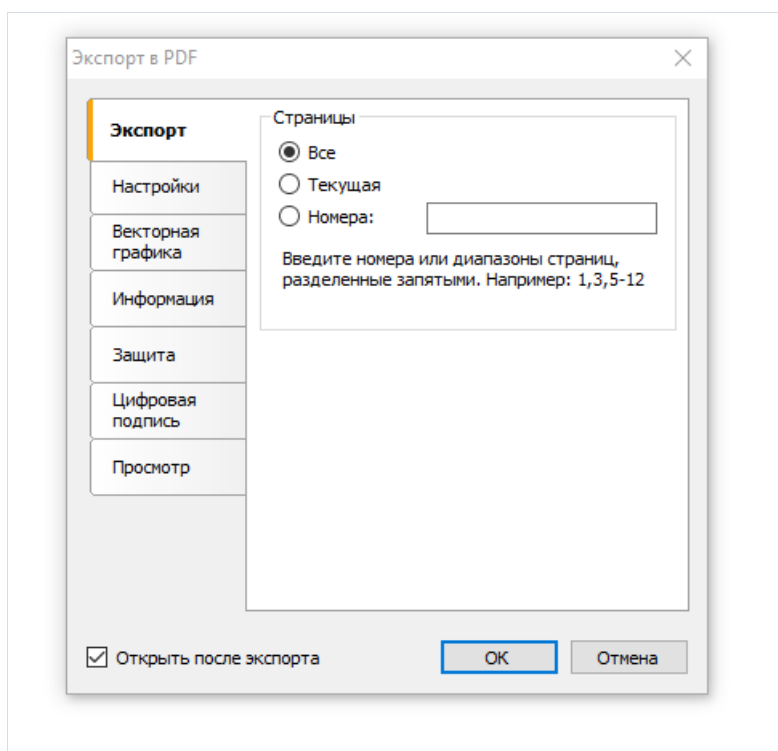 Экспорт в PDF
Экспорт
Настройки
Векторная
графика
Информация
Защита
Цифровая
подпись
Просмотр
Страницы
Все
Текущая
Номера:
Введите номера или диапазоны страниц,
разделенные запятыми. Например: 1,3,5-12
Открыть после экспорта
ОК
Отмена